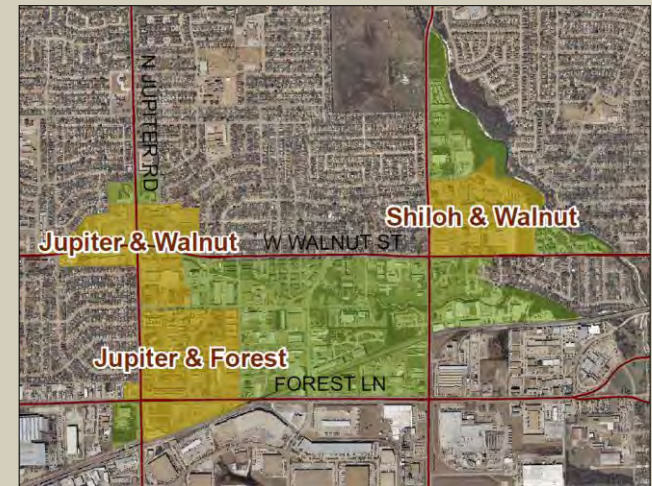 N JUPITER RD
Shiloh & Walnut
Jupiter & Walnut
W WALNUT ST
Jupiter & Forest
FOREST LN